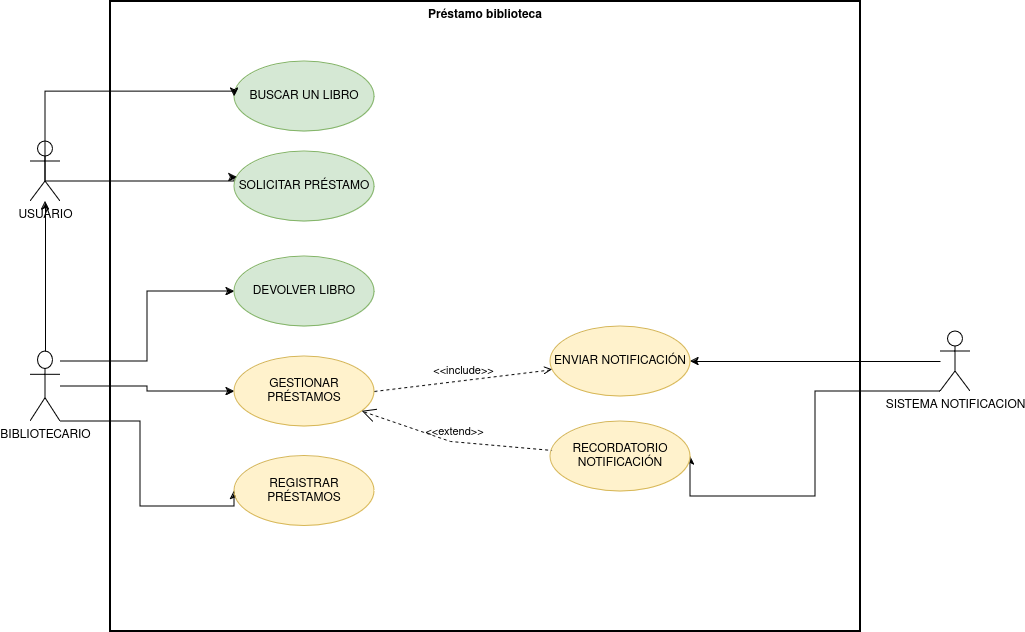 Préstamo biblioteca
BUSCAR UN LIBRO
SOLICITAR PRÉSTAMO
USUARIO
DEVOLVER LIBRO
ENVIAR NOTIFICACIÓN
<<include>>
GESTIONAR
PRÉSTAMOS
SISTEMA NOTIFICACION
BIBLIOTECARIO
<<extend>>
RECORDATORIO
NOTIFICACIÓN
REGISTRAR
PRÉSTAMOS